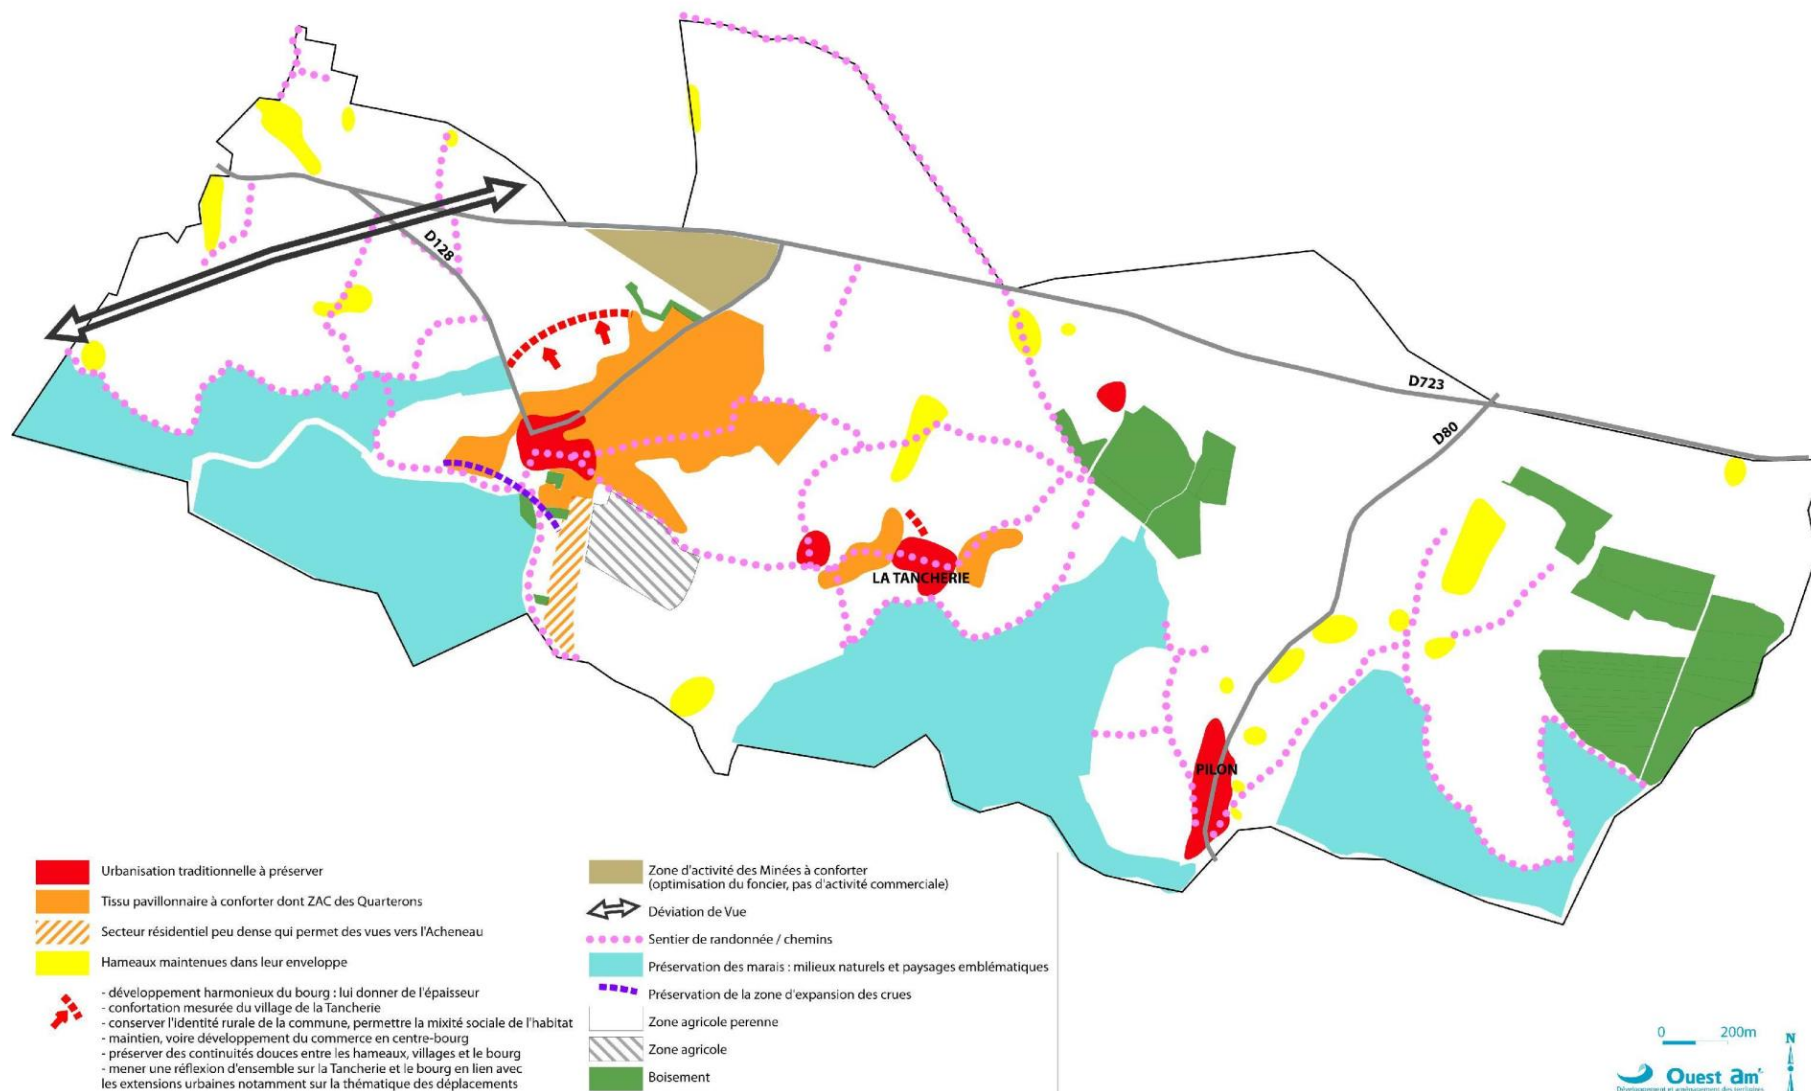 D128
D723
D80
LA TANCHERIE
PILON
Urbanisation traditionnelle à préserver
Tissu pavillonnaire à conforter dont ZAC des Quarterons
Secteur résidentiel peu dense qui permet des vues vers l'Acheneau
Hameaux maintenues dans leur enveloppe
- développement harmonieux du bourg : lui donner de l'épaisseur
- confortation mesurée du village de la Tancherie
- conserver l'identité rurale de la commune, permettre la mixité sociale de l'habitat
- maintien, voire développement du commerce en centre-bourg
- préserver des continuités douces entre les hameaux, villages et le bourg
- mener une réflexion d'ensemble sur la Tancherie et le bourg en lien avec
les extensions urbaines notamment sur la thématique des déplacements
Zone d'activité des Minées à conforter
(optimisation du foncier, pas d'activité commerciale)
Déviation de Vue
Sentier de randonnée / chemins
Préservation des marais : milieux naturels et paysages emblématiques
Préservation de la zone d'expansion des crues
Zone agricole perenne
Zone agricole
Boisement
0 200m
N
Ouest am'
Développement et aménagement des territoires